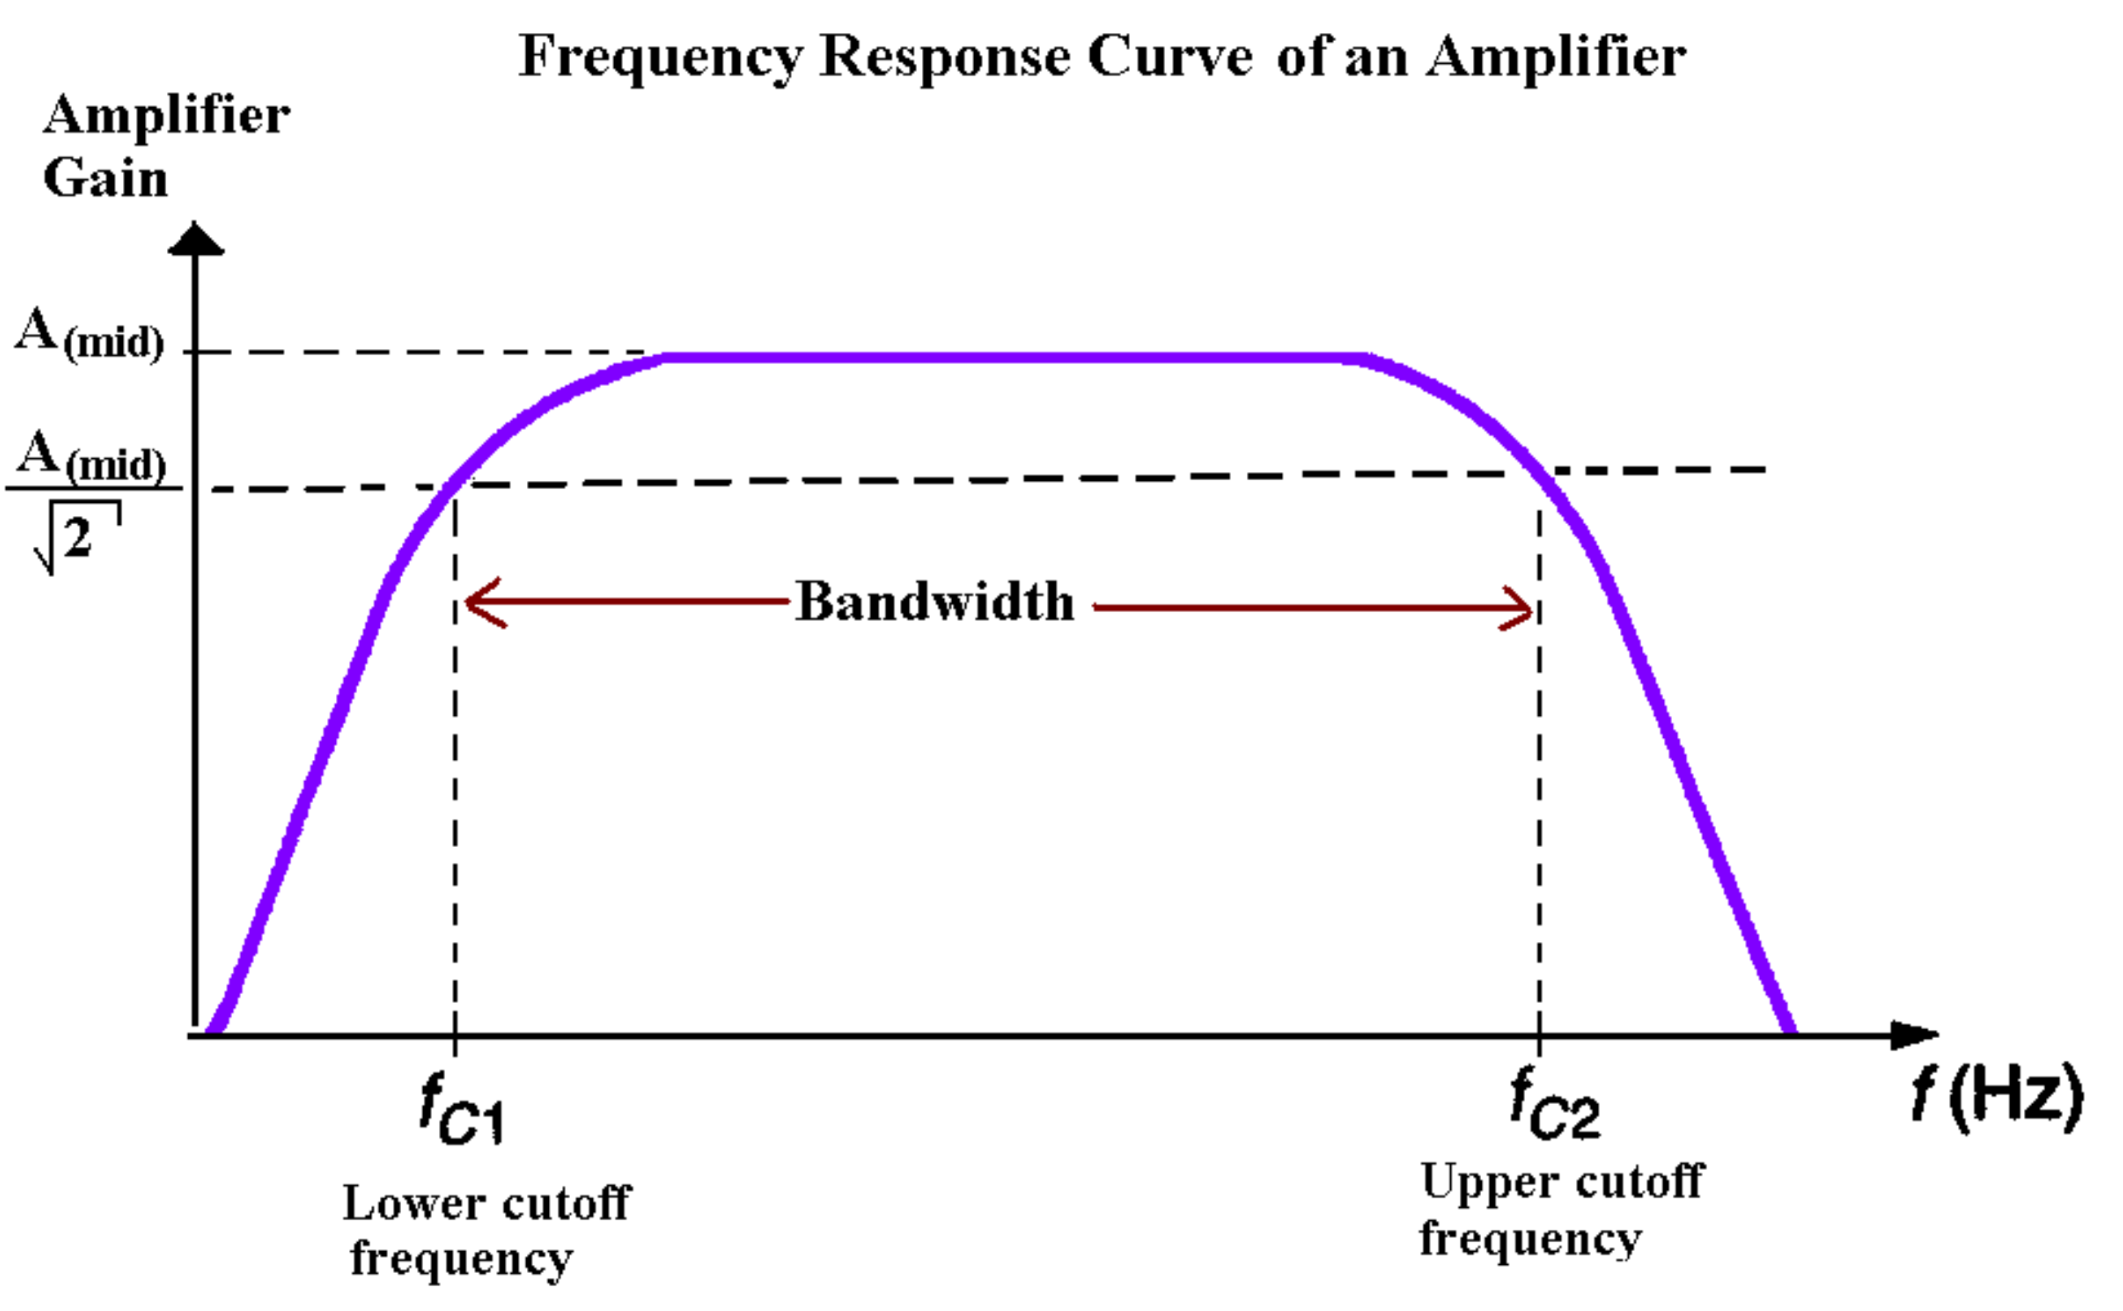 Frequency Response Curve of an Amplifier
Amplifier
Gain
A(mid)
A(mid)
√2
Bandwidth
fC1
fC2
f (Hz)
Lower cutoff
frequency
Upper cutoff
frequency